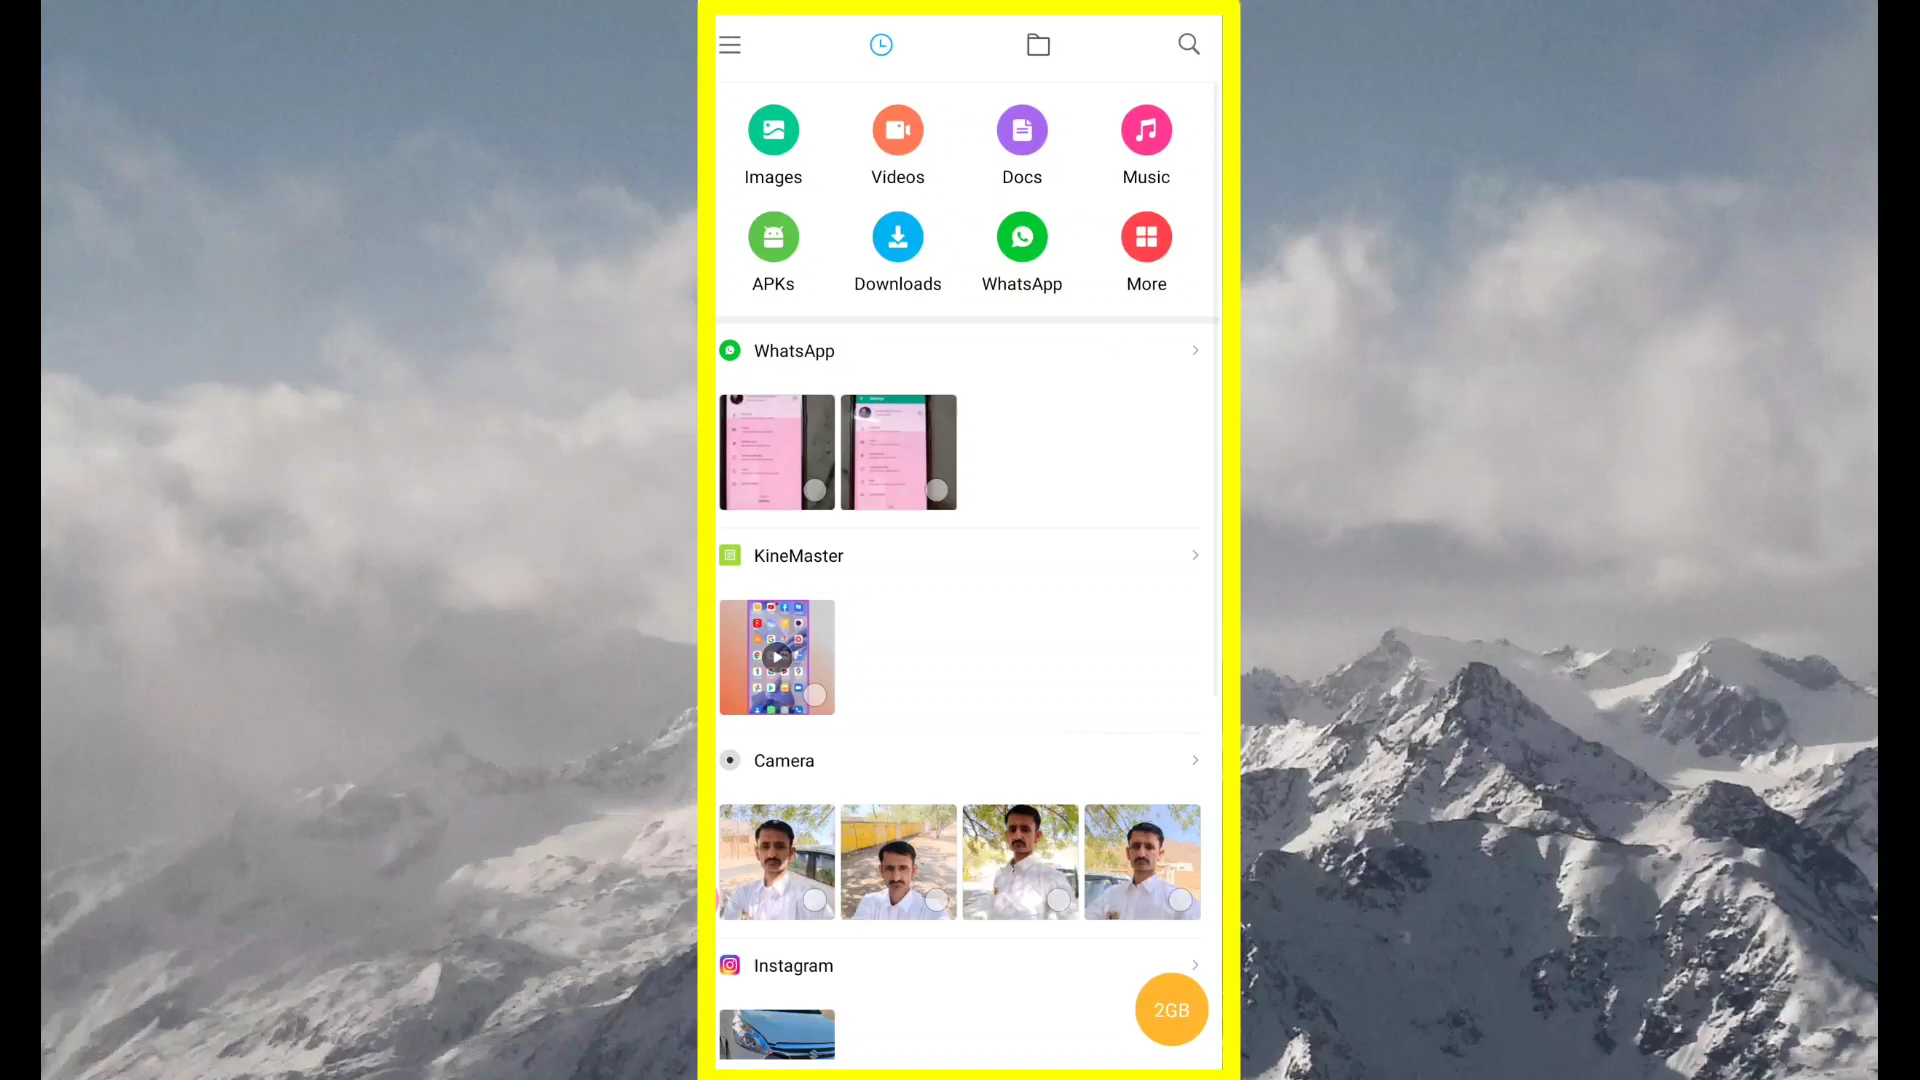 Images Videos Docs Music
APKs Downloads WhatsApp More
WhatsApp
KineMaster
Camera
Instagram
2GB